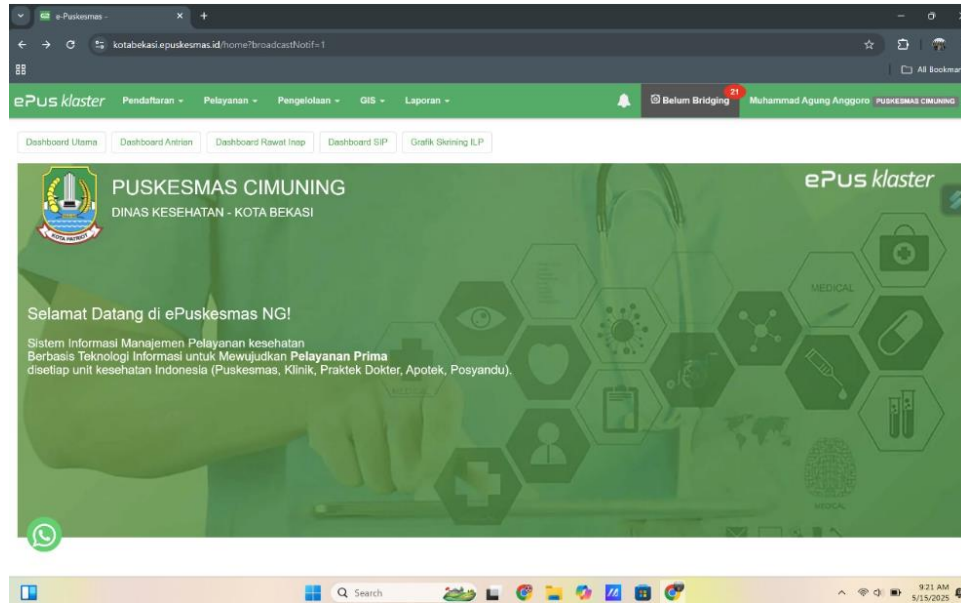 e-Puskesmas -
kotabekasi.epuskesmas.id/home?broadcastNotif=1
All Bookmar
ePus klaster Pendaftaran Pelayanan Pengelolaan GIS Laporan Belum Bridging 21 Muhammad Agung Anggoro PUSKESMAS CIMUNING
Dashboard Utama Dashboard Antrian Dashboard Rawat Inap Dashboard SIP Grafik Skrining ILP
PUSKESMAS CIMUNING
DINAS KESEHATAN - KOTA BEKASI
KOTA PATRIOT
ePus klaster
MEDICAL
Selamat Datang di ePuskesmas NG!
Sistem Informasi Manajemen Pelayanan kesehatan
Berbasis Teknologi Informasi untuk Mewujudkan Pelayanan Prima
disetiap unit kesehatan Indonesia (Puskesmas, Klinik, Praktek Dokter, Apotek, Posyandu).
MEDICAL
MEDICAL
Search
9:21 AM
5/15/2025